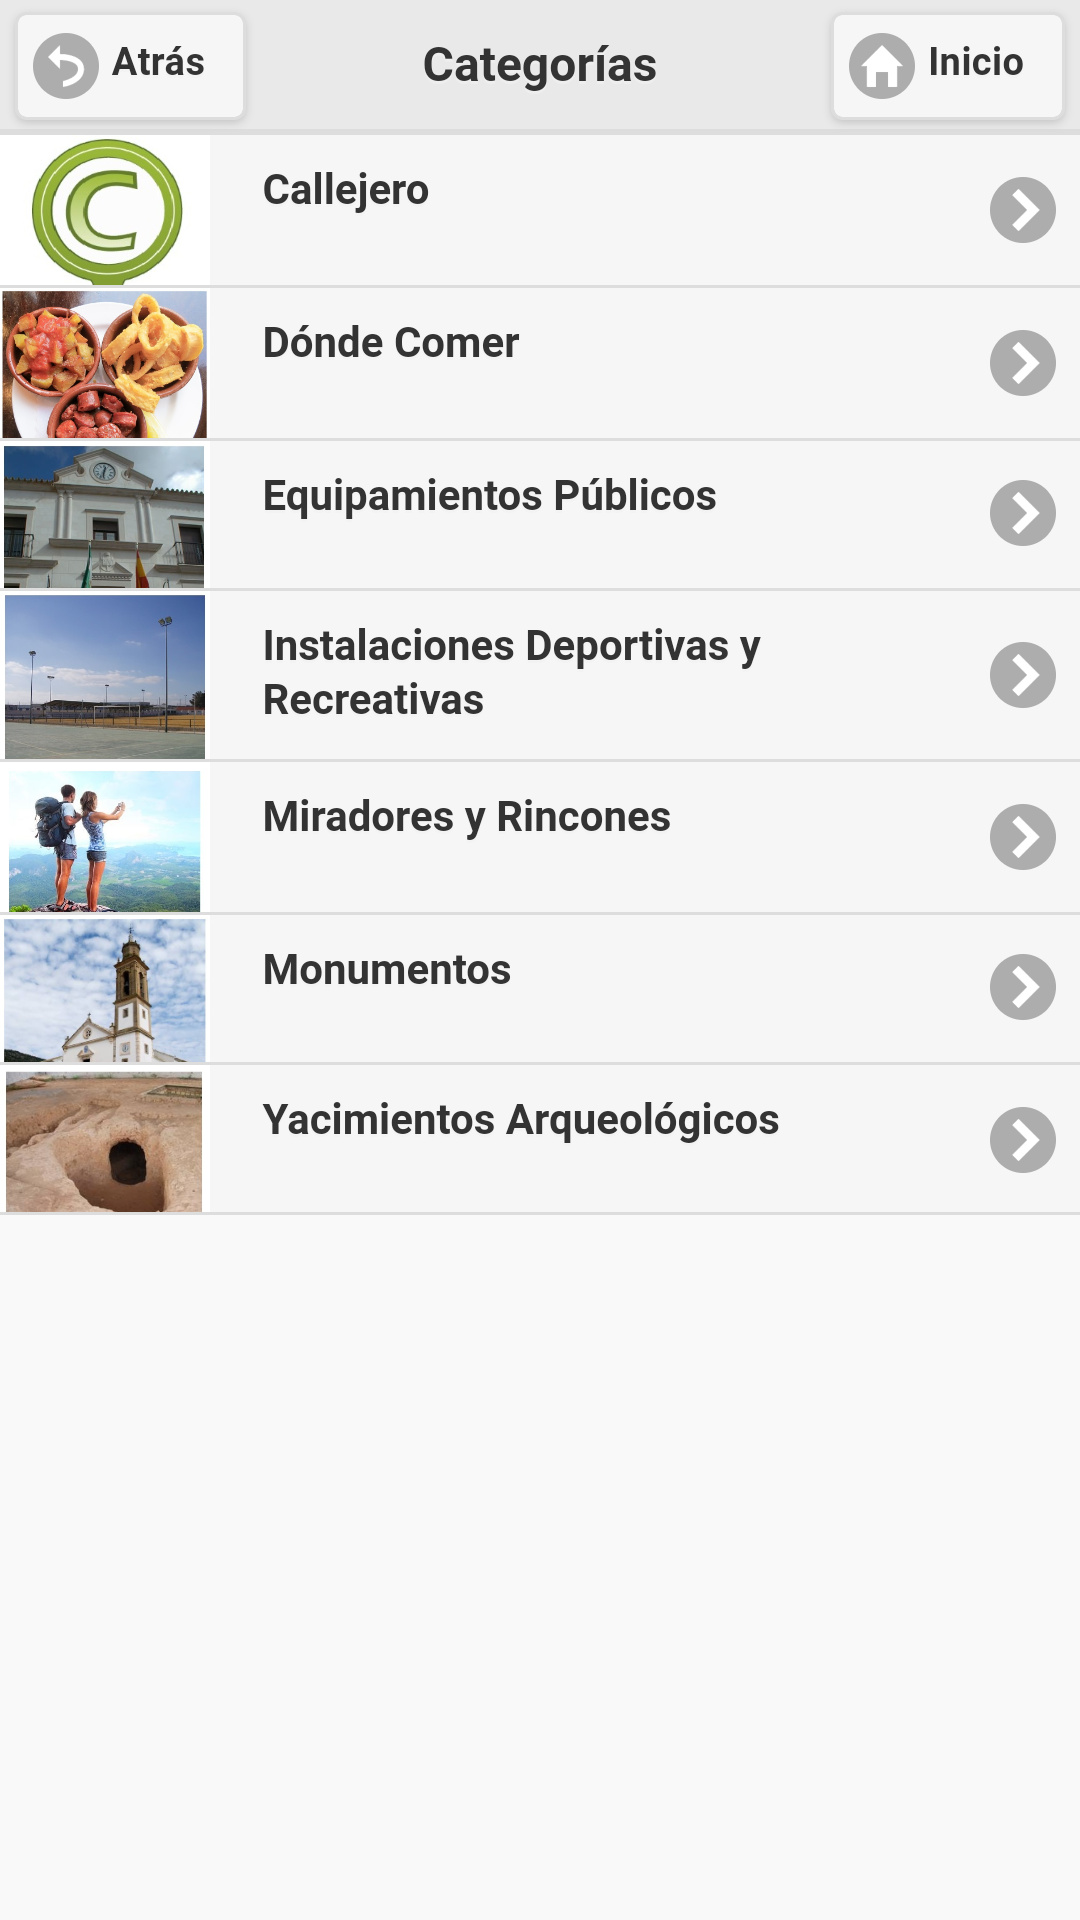 Atrás
Categorías
Inicio
C
Callejero
Dónde Comer
Equipamientos Públicos
Instalaciones Deportivas y
Recreativas
Miradores y Rincones
Monumentos
Yacimientos Arqueológicos